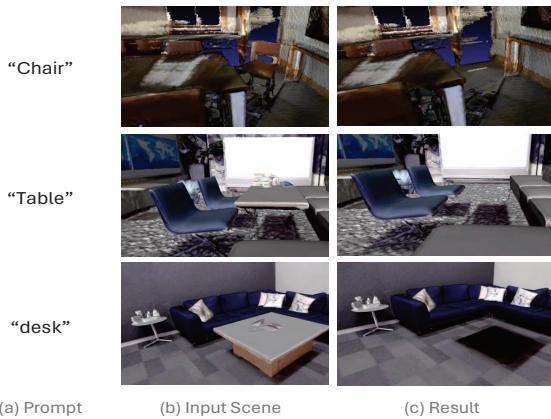 “Chair”
“Table”
“desk”
(a) Prompt (b) Input Scene (c) Result